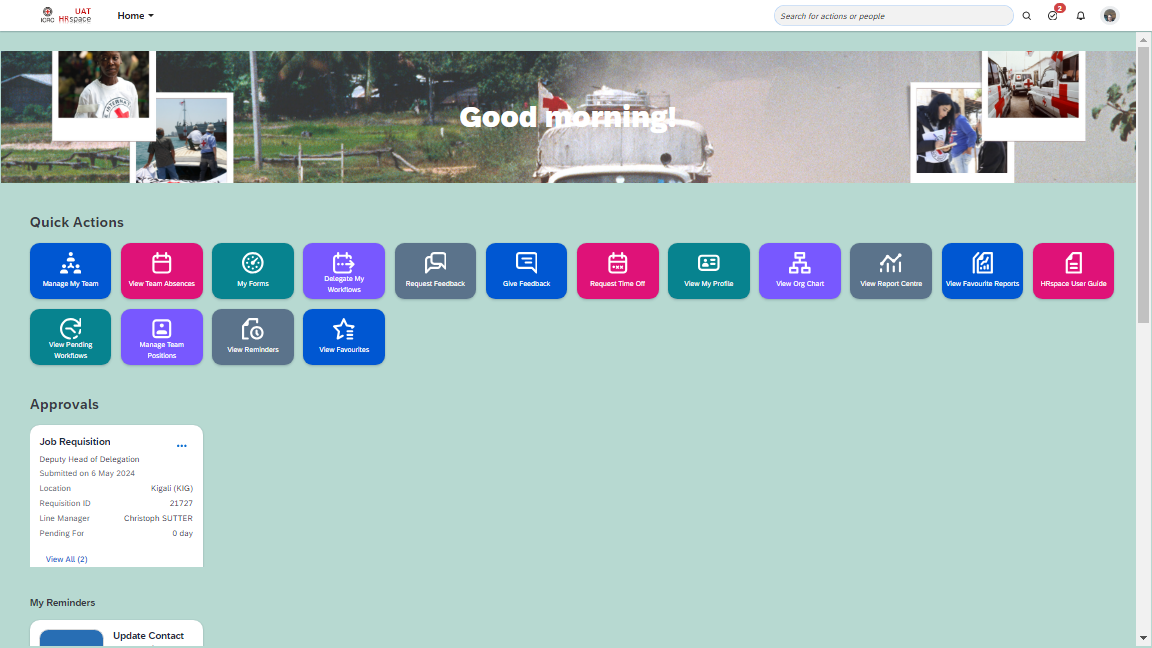 ICRC
UAT
HRspace
Home
Search for actions or people
2
Good morning!
Quick Actions
Manage My Team
View Team Absences
My Forms
Delegate My
Workflows
Request Feedback
Give Feedback
Request Time Off
View My Profile
View Org Chart
View Report Centre
View Favourite Reports
HRspace User Guide
View Pending
Workflows
Manage Team
Positions
View Reminders
View Favourites
Approvals
Job Requisition
Deputy Head of Delegation
Submitted on 6 May 2024
Location Kigali (KIG)
Requisition ID 21727
Line Manager Christoph SUTTER
Pending For 0 day
View All (2)
My Reminders
Update Contact